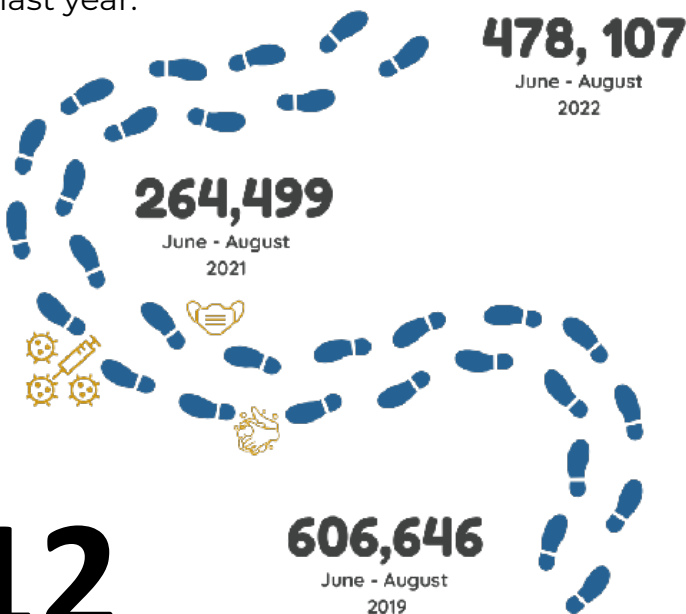 last year.
478, 107
June - August
2022
264,499
June - August
2021
606,646
June - August
2019
12